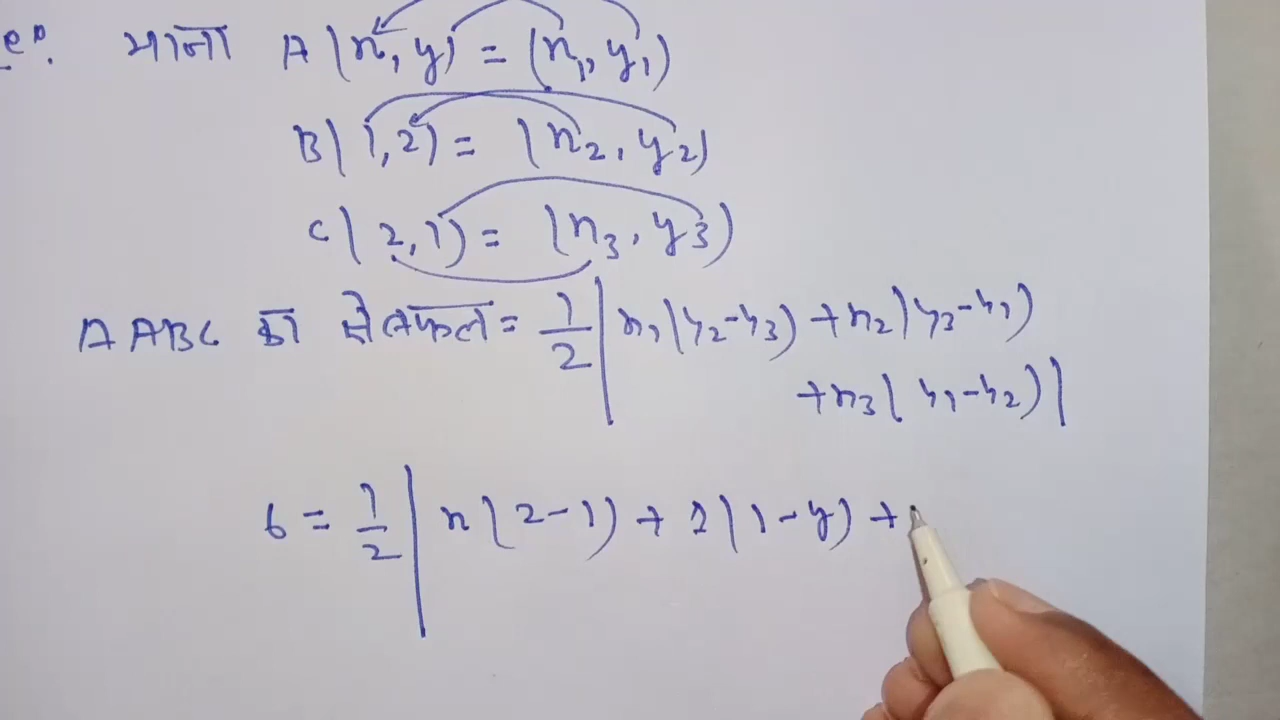 माना A(x, y) = (x₁, y₁)
B(1, 2) = (x₂, y₂)
C(2, 1) = (x₃, y₃)
Δ ABC का क्षेत्रफल = 1/2 | x₁(y₂-y₃) + x₂(y₃-y₁)
+ x₃(y₁-y₂) |
6 = 1/2 | x(2-1) + 1(1-y) +